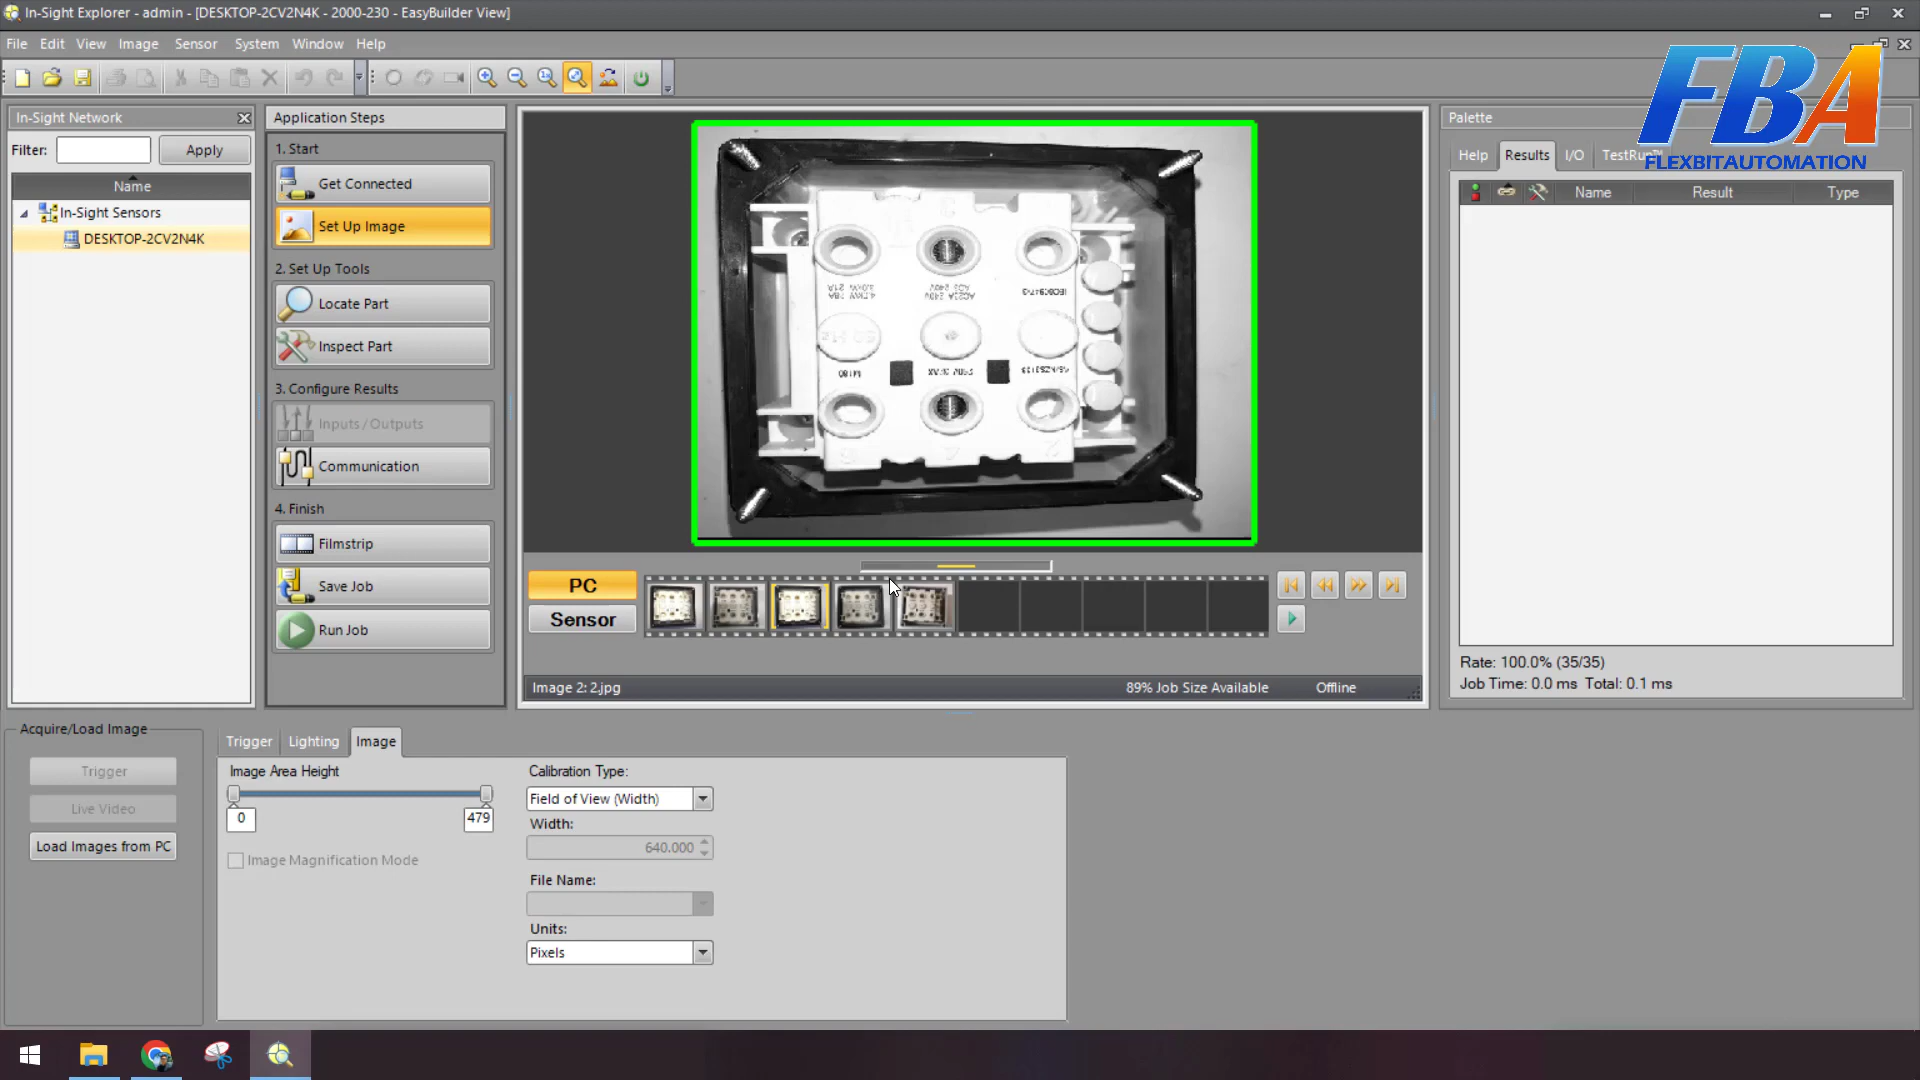 In-Sight Explorer - admin - [DESKTOP-2CV2N4K - 2000-230 - EasyBuilder View]
File Edit View Image Sensor System Window Help
FBA
FLEXBITAUTOMATION
In-Sight Network
Filter:
Apply
Name
In-Sight Sensors
DESKTOP-2CV2N4K
Application Steps
1. Start
Get Connected
Set Up Image
2. Set Up Tools
Locate Part
Inspect Part
3. Configure Results
Inputs/Outputs
Communication
4. Finish
Filmstrip
Save Job
Run Job
PC
Sensor
Image 2: 2.jpg
89% Job Size Available
Offline
Palette
Help Results I/O TestRun™
Name Result Type
Rate: 100.0% (35/35)
Job Time: 0.0 ms Total: 0.1 ms
Acquire/Load Image
Trigger
Live Video
Load Images from PC
Trigger Lighting Image
Image Area Height
0
479
Image Magnification Mode
Calibration Type:
Field of View (Width)
Width:
640.000
File Name:
Units:
Pixels